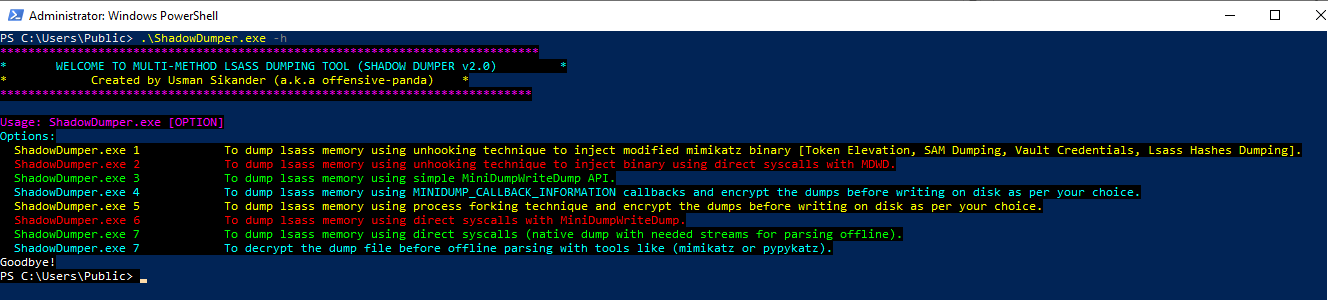 Administrator: Windows PowerShell
PS C:\Users\Public> .\ShadowDumper.exe -h
*****************************************************************************
*       WELCOME TO MULTI-METHOD LSASS DUMPING TOOL (SHADOW DUMPER v2.0)         *
*            Created by Usman Sikander (a.k.a offensive-panda)    *
****************************************************************************
Usage: ShadowDumper.exe [OPTION]
Options:
  ShadowDumper.exe 1            To dump lsass memory using unhooking technique to inject modified mimikatz binary [Token Elevation, SAM Dumping, Vault Credentials, Lsass Hashes Dumping].
  ShadowDumper.exe 2            To dump lsass memory using unhooking technique to inject binary using direct syscalls with MDWD.
  ShadowDumper.exe 3            To dump lsass memory using simple MiniDumpWriteDump API.
  ShadowDumper.exe 4            To dump lsass memory using MINIDUMP_CALLBACK_INFORMATION callbacks and encrypt the dumps before writing on disk as per your choice.
  ShadowDumper.exe 5            To dump lsass memory using process forking technique and encrypt the dumps before writing on disk as per your choice.
  ShadowDumper.exe 6            To dump lsass memory using direct syscalls with MiniDumpWriteDump.
  ShadowDumper.exe 7            To dump lsass memory using direct syscalls (native dump with needed streams for parsing offline).
  ShadowDumper.exe 7            To decrypt the dump file before offline parsing with tools like (mimikatz or pypykatz).
Goodbye!
PS C:\Users\Public>